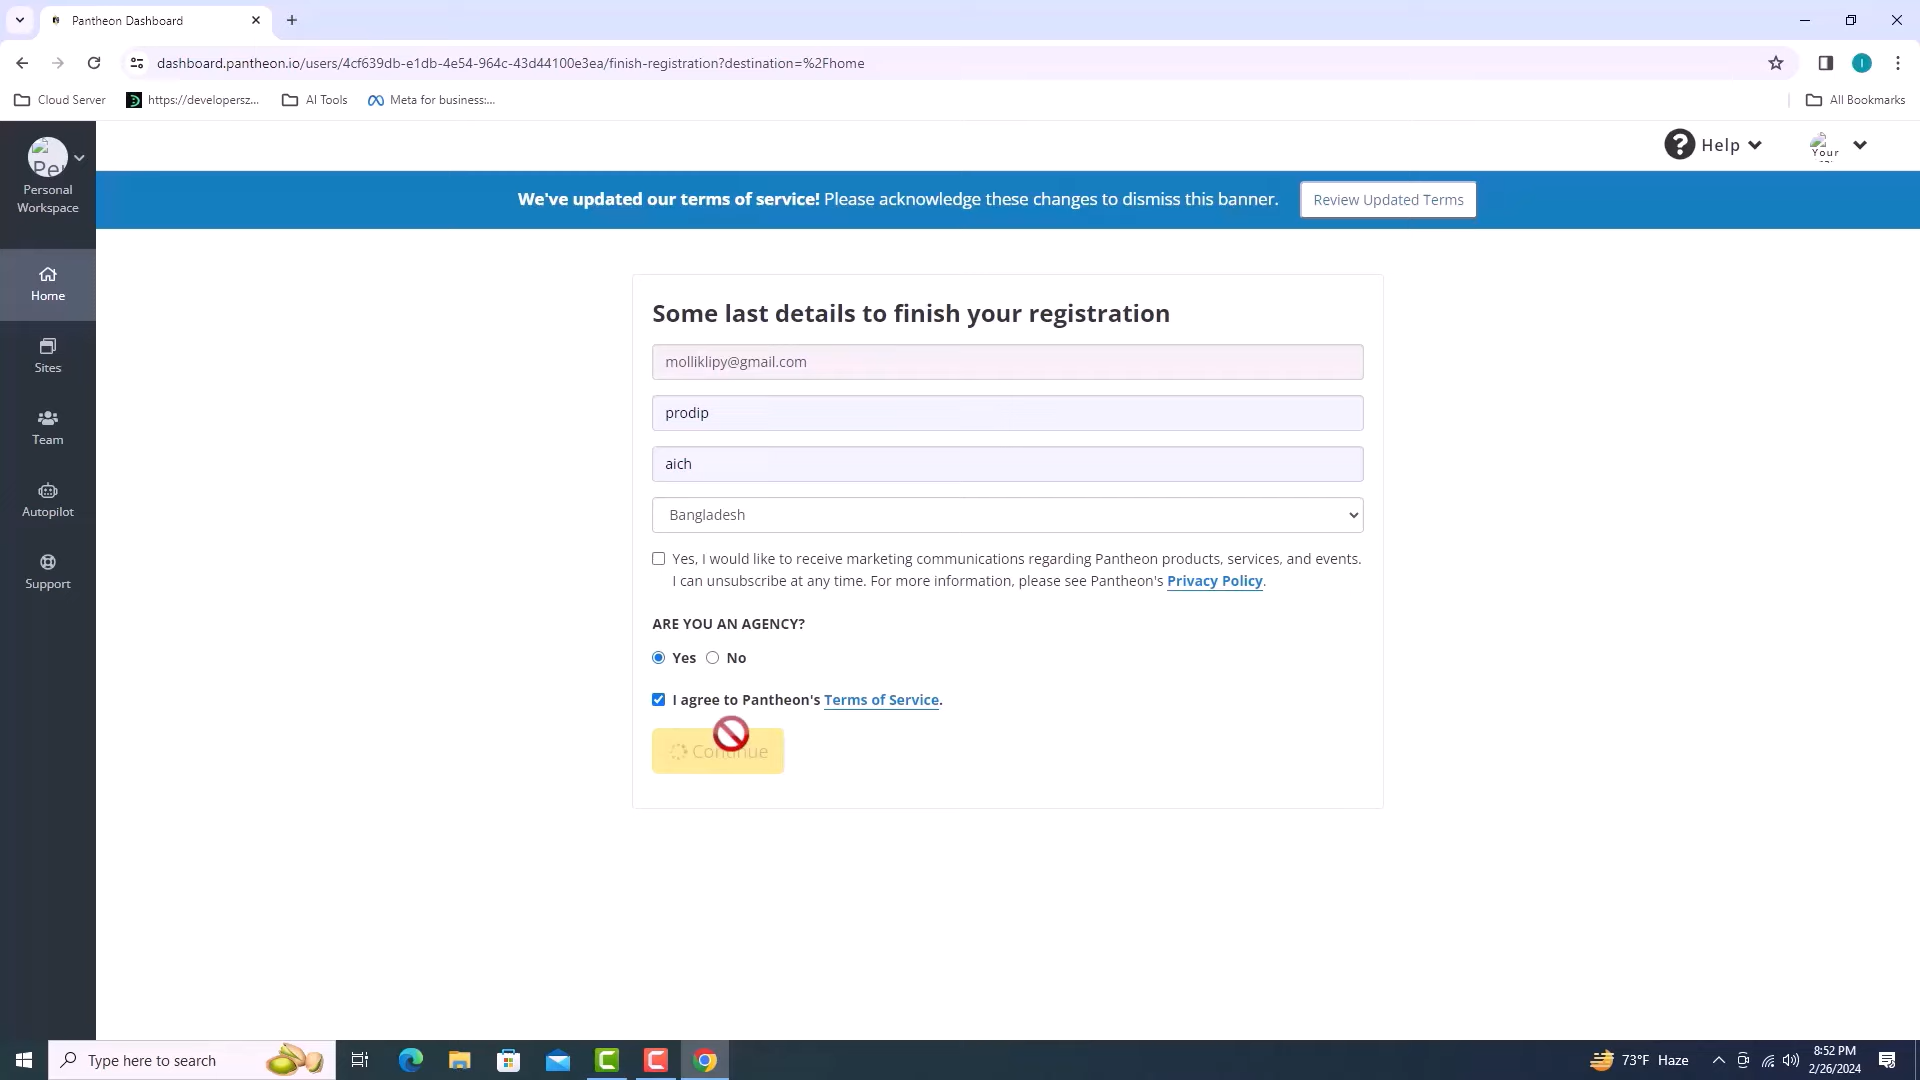 Pantheon Dashboard
dashboard.pantheon.io/users/4cf639db-e1db-4e54-964c-43d44100e3ea/finish-registration?destination=%2Fhome
Cloud Server
https://developersz...
AI Tools
Meta for business:...
All Bookmarks
Personal
Workspace
Help
Your
We've updated our terms of service! Please acknowledge these changes to dismiss this banner.
Review Updated Terms
Home
Sites
Team
Autopilot
Support
Some last details to finish your registration
molliklipy@gmail.com
prodip
aich
Bangladesh
Yes, I would like to receive marketing communications regarding Pantheon products, services, and events.
I can unsubscribe at any time. For more information, please see Pantheon's Privacy Policy.
ARE YOU AN AGENCY?
Yes No
I agree to Pantheon's Terms of Service.
Continue
Type here to search
73°F Haze
8:52 PM
2/26/2024